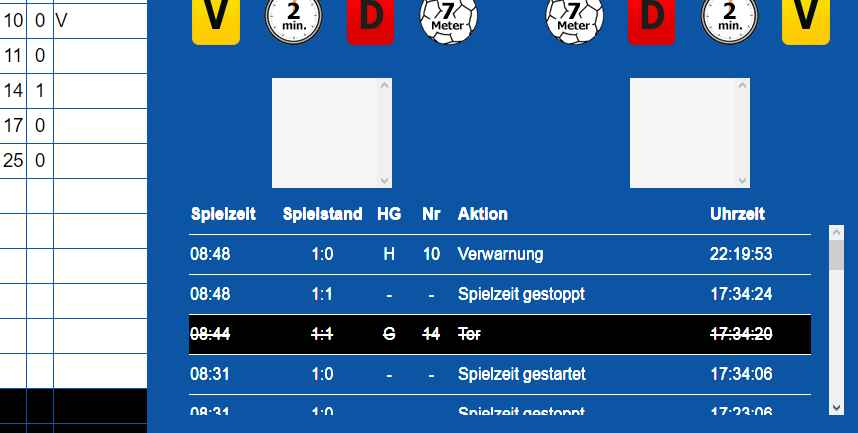 V 2 min. D 7 Meter 7 Meter D 2 min. V
10 0 V
11 0
14 1
17 0
25 0
Spielzeit Spielstand HG Nr Aktion Uhrzeit
08:48 1:0 H 10 Verwarnung 22:19:53
08:48 1:1 - - Spielzeit gestoppt 17:34:24
08:44 1:1 G 14 Tor 17:34:20
08:31 1:0 - - Spielzeit gestartet 17:34:06
08:31 1:0 - - Spielzeit gestoppt 17:23:06